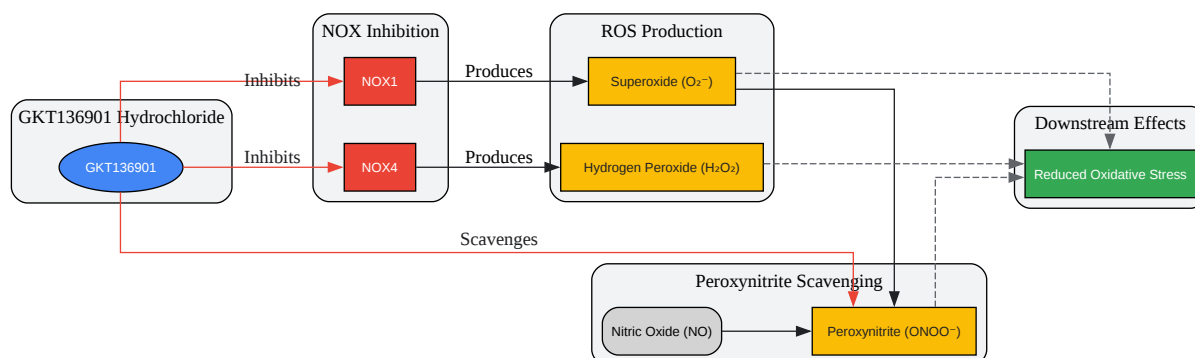 NOX Inhibition
ROS Production
Inhibits
NOX1
Produces
Superoxide (O₂⁻)
GKT136901 Hydrochloride
Downstream Effects
GKT136901
Inhibits
NOX4
Produces
Hydrogen Peroxide (H₂O₂)
Reduced Oxidative Stress
Scavenges
Peroxynitrite Scavenging
Nitric Oxide (NO)
Peroxynitrite (ONOO⁻)